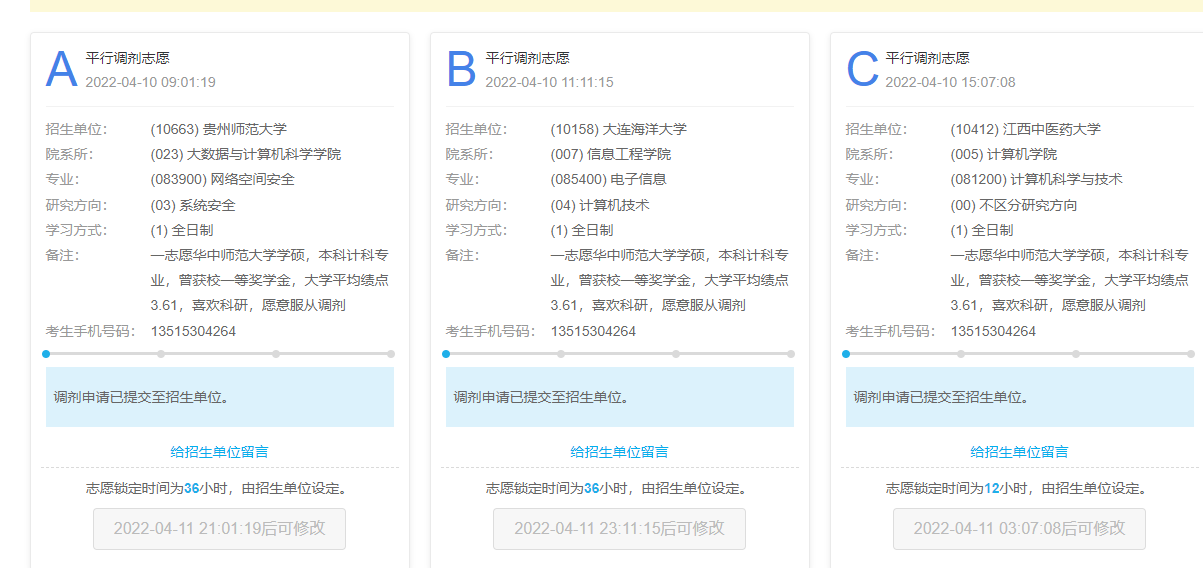 A 平行调剂志愿
2022-04-10 09:01:19
招生单位: (10663) 贵州师范大学
院系所: (023) 大数据与计算机科学学院
专业: (083900) 网络空间安全
研究方向: (03) 系统安全
学习方式: (1) 全日制
备注: 一志愿华中师范大学学硕，本科计科专
业，曾获校一等奖学金，大学平均绩点
3.61，喜欢科研，愿意服从调剂
考生手机号码: 13515304264
调剂申请已提交至招生单位。
给招生单位留言
志愿锁定时间为36小时，由招生单位设定。
2022-04-11 21:01:19后可修改
B 平行调剂志愿
2022-04-10 11:11:15
招生单位: (10158) 大连海洋大学
院系所: (007) 信息工程学院
专业: (085400) 电子信息
研究方向: (04) 计算机技术
学习方式: (1) 全日制
备注: 一志愿华中师范大学学硕，本科计科专
业，曾获校一等奖学金，大学平均绩点
3.61，喜欢科研，愿意服从调剂
考生手机号码: 13515304264
调剂申请已提交至招生单位。
给招生单位留言
志愿锁定时间为36小时，由招生单位设定。
2022-04-11 23:11:15后可修改
C 平行调剂志愿
2022-04-10 15:07:08
招生单位: (10412) 江西中医药大学
院系所: (005) 计算机学院
专业: (081200) 计算机科学与技术
研究方向: (00) 不区分研究方向
学习方式: (1) 全日制
备注: 一志愿华中师范大学学硕，本科计科专
业，曾获校一等奖学金，大学平均绩点
3.61，喜欢科研，愿意服从调剂
考生手机号码: 13515304264
调剂申请已提交至招生单位。
给招生单位留言
志愿锁定时间为12小时，由招生单位设定。
2022-04-11 03:07:08后可修改